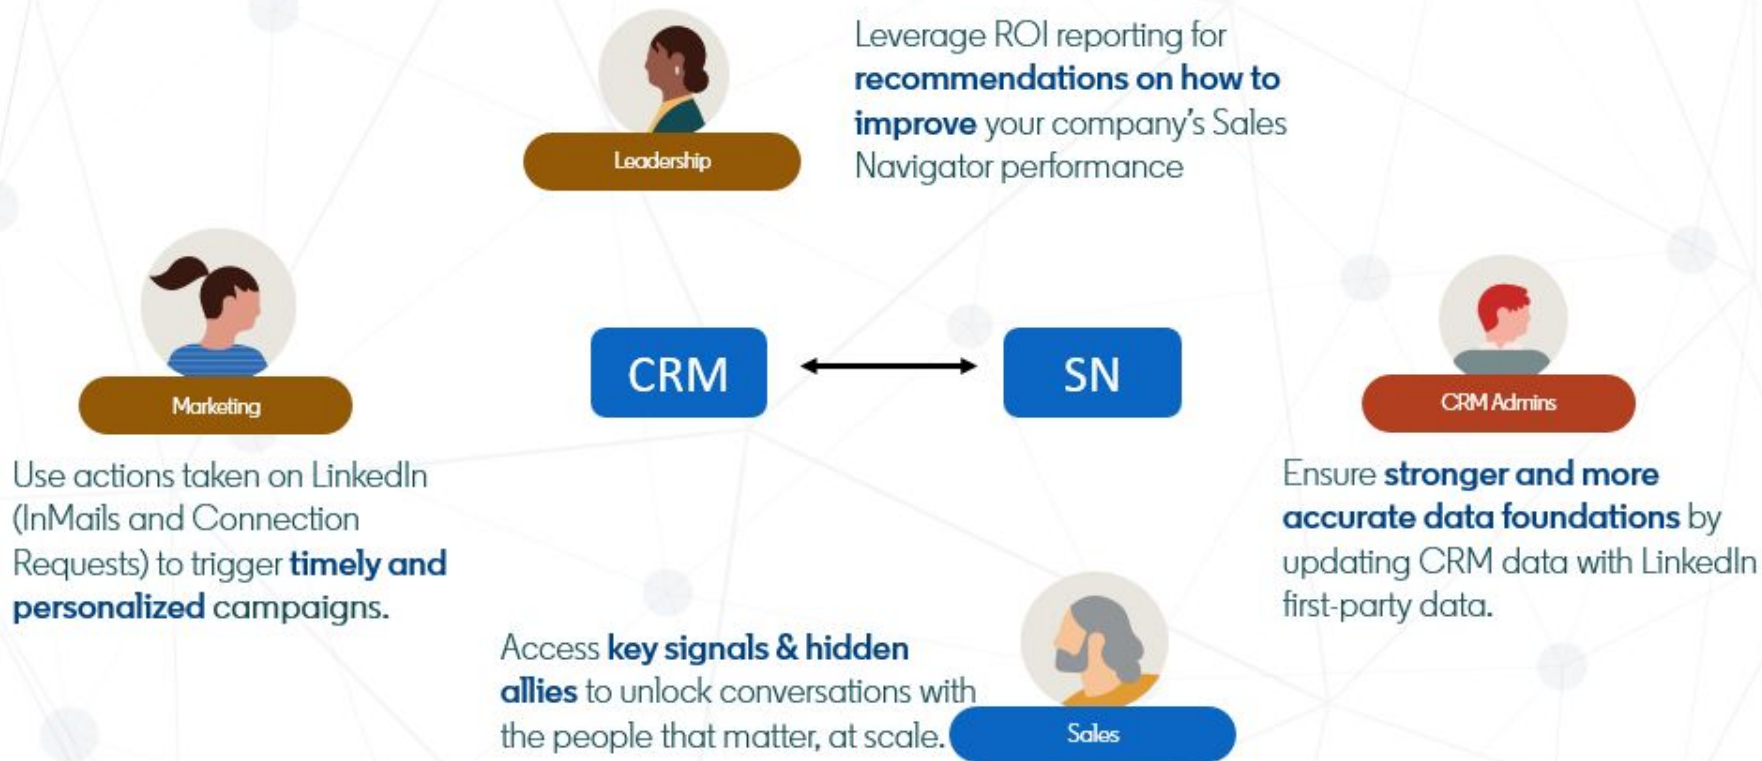 Leverage ROI reporting for
recommendations on how to
improve your company's Sales
Navigator performance
Leadership
Marketing
Use actions taken on LinkedIn
(InMails and Connection
Requests) to trigger timely and
personalized campaigns.
CRM
SN
CRM Admins
Ensure stronger and more
accurate data foundations by
updating CRM data with LinkedIn
first-party data.
Access key signals & hidden
allies to unlock conversations with
the people that matter, at scale.
Sales